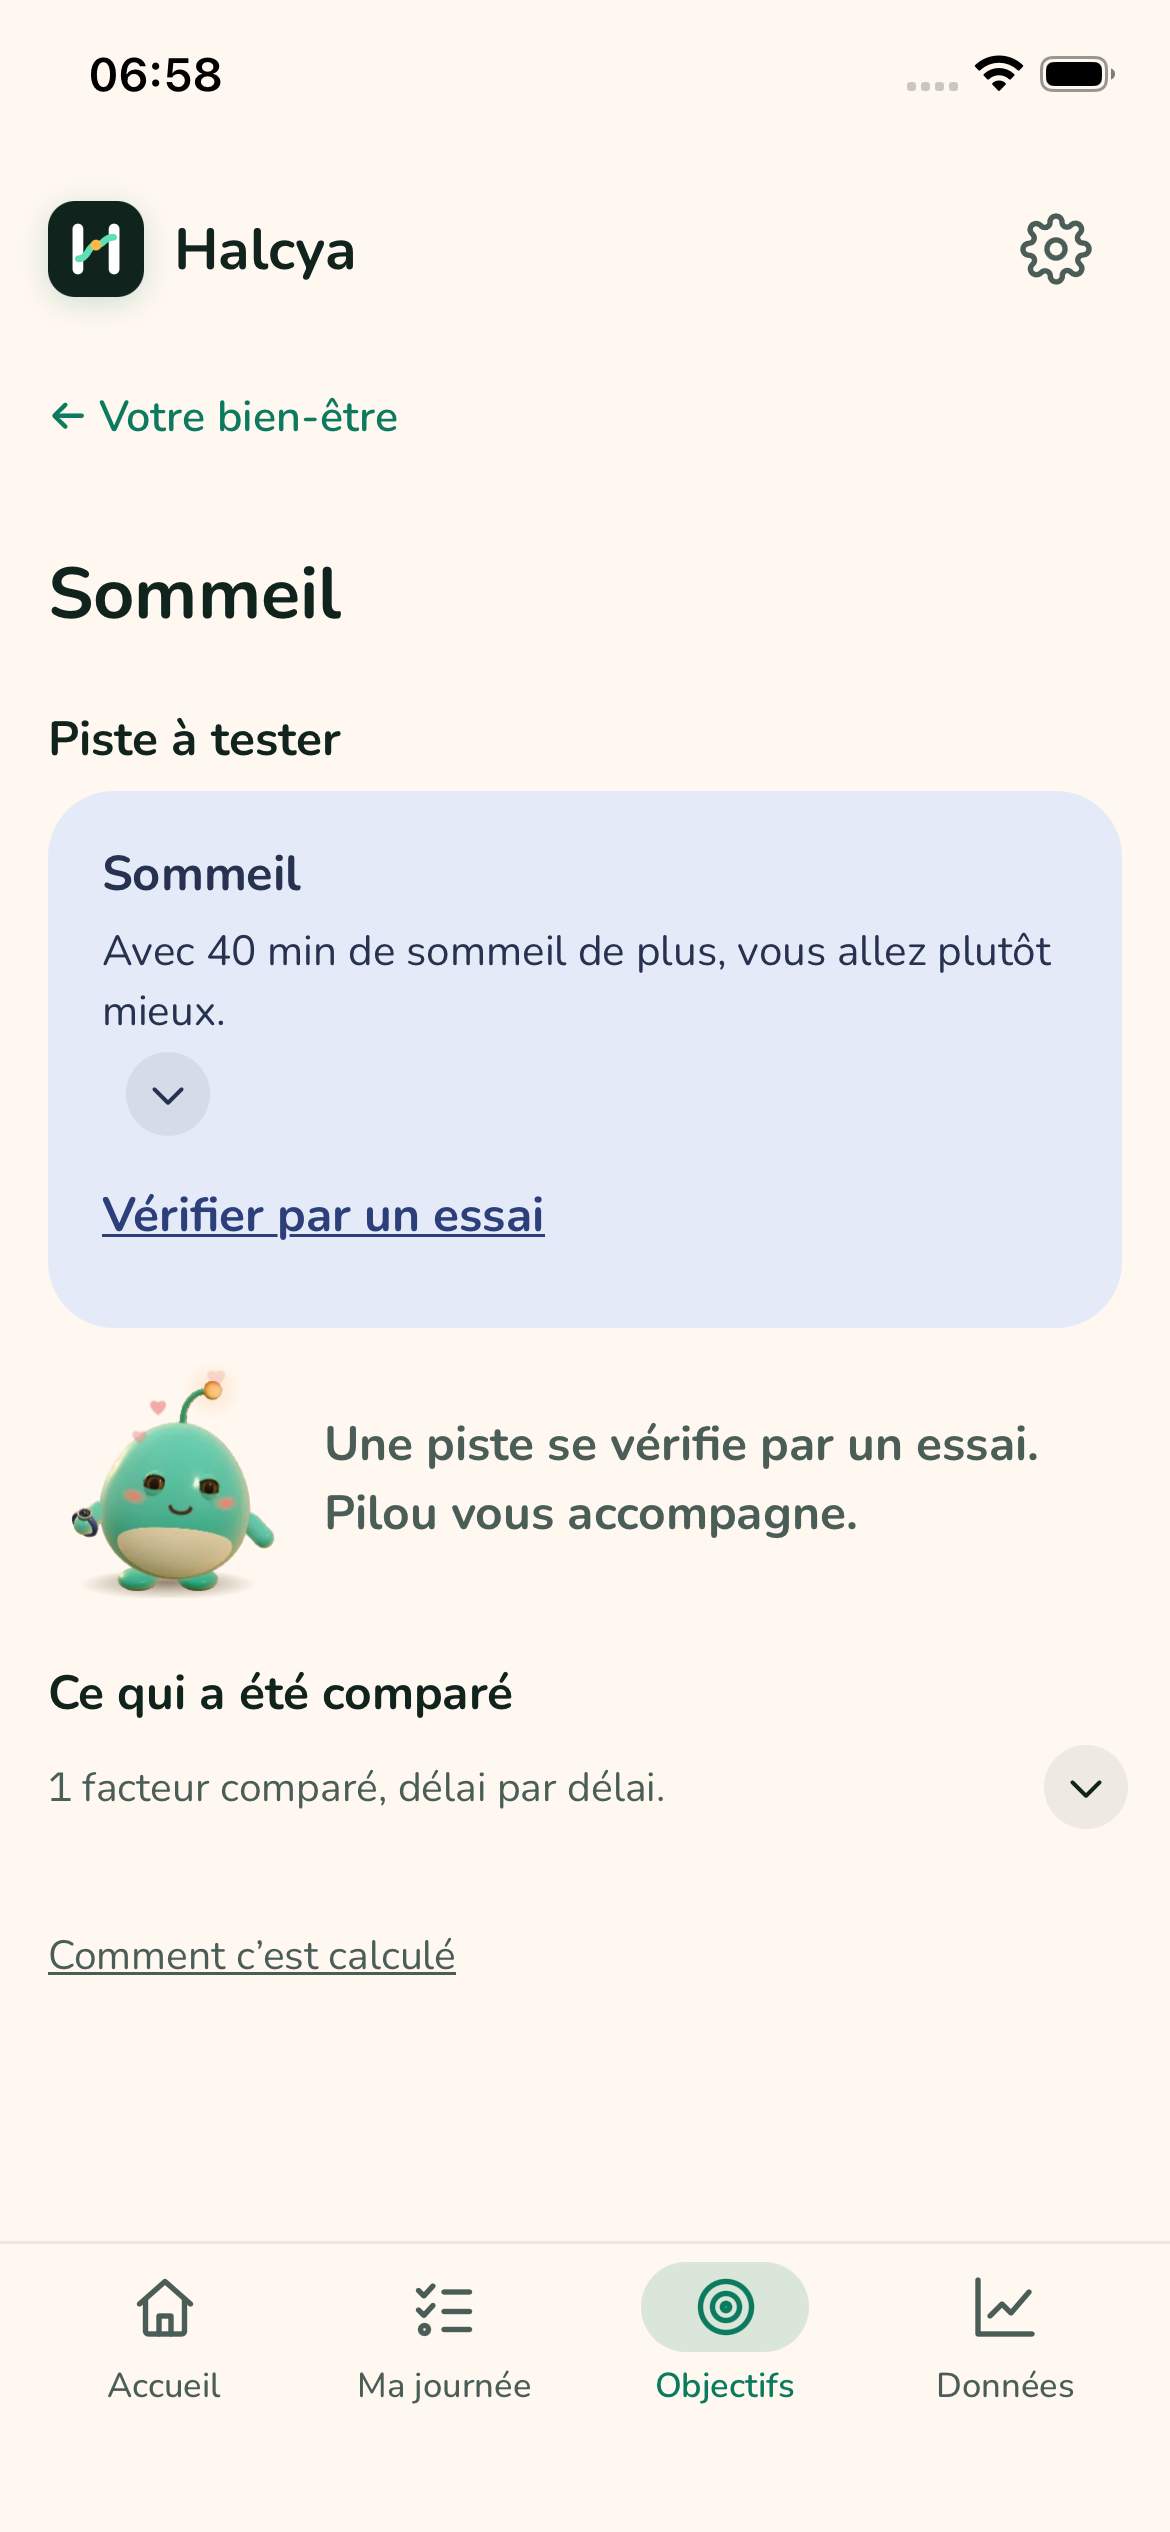 06:58
Halcya
← Votre bien-être
Sommeil
Piste à tester
Sommeil
Avec 40 min de sommeil de plus, vous allez plutôt
mieux.
Vérifier par un essai
Une piste se vérifie par un essai.
Pilou vous accompagne.
Ce qui a été comparé
1 facteur comparé, délai par délai.
Comment c’est calculé
Accueil
Ma journée
Objectifs
Données